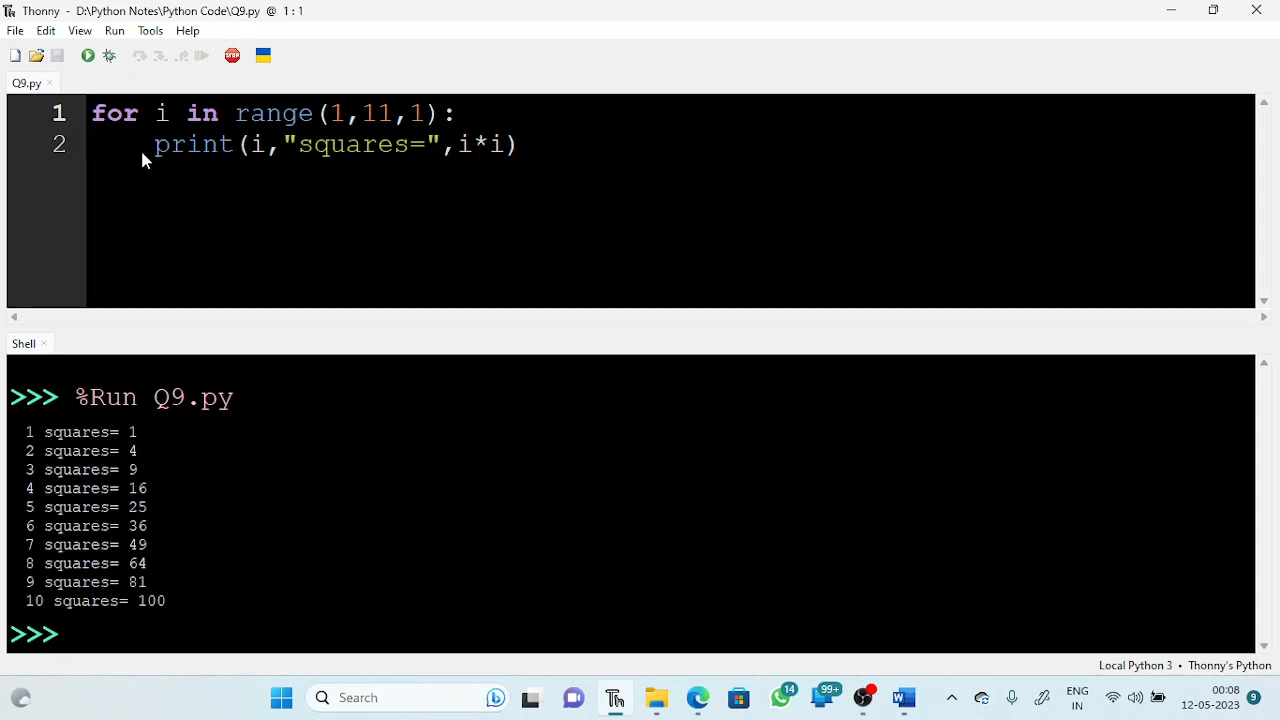 Thonny - D:\Python Notes\Python Code\Q9.py @ 1 : 1
File Edit View Run Tools Help
STOP
Q9.py ×
1 for i in range(1,11,1):
2     print(i,"squares=",i*i)
Shell ×
>>> %Run Q9.py
1 squares= 1
2 squares= 4
3 squares= 9
4 squares= 16
5 squares= 25
6 squares= 36
7 squares= 49
8 squares= 64
9 squares= 81
10 squares= 100
>>>
Local Python 3 • Thonny's Python
Search
Th
14
99+
W
ENG
IN
00:08
12-05-2023
9